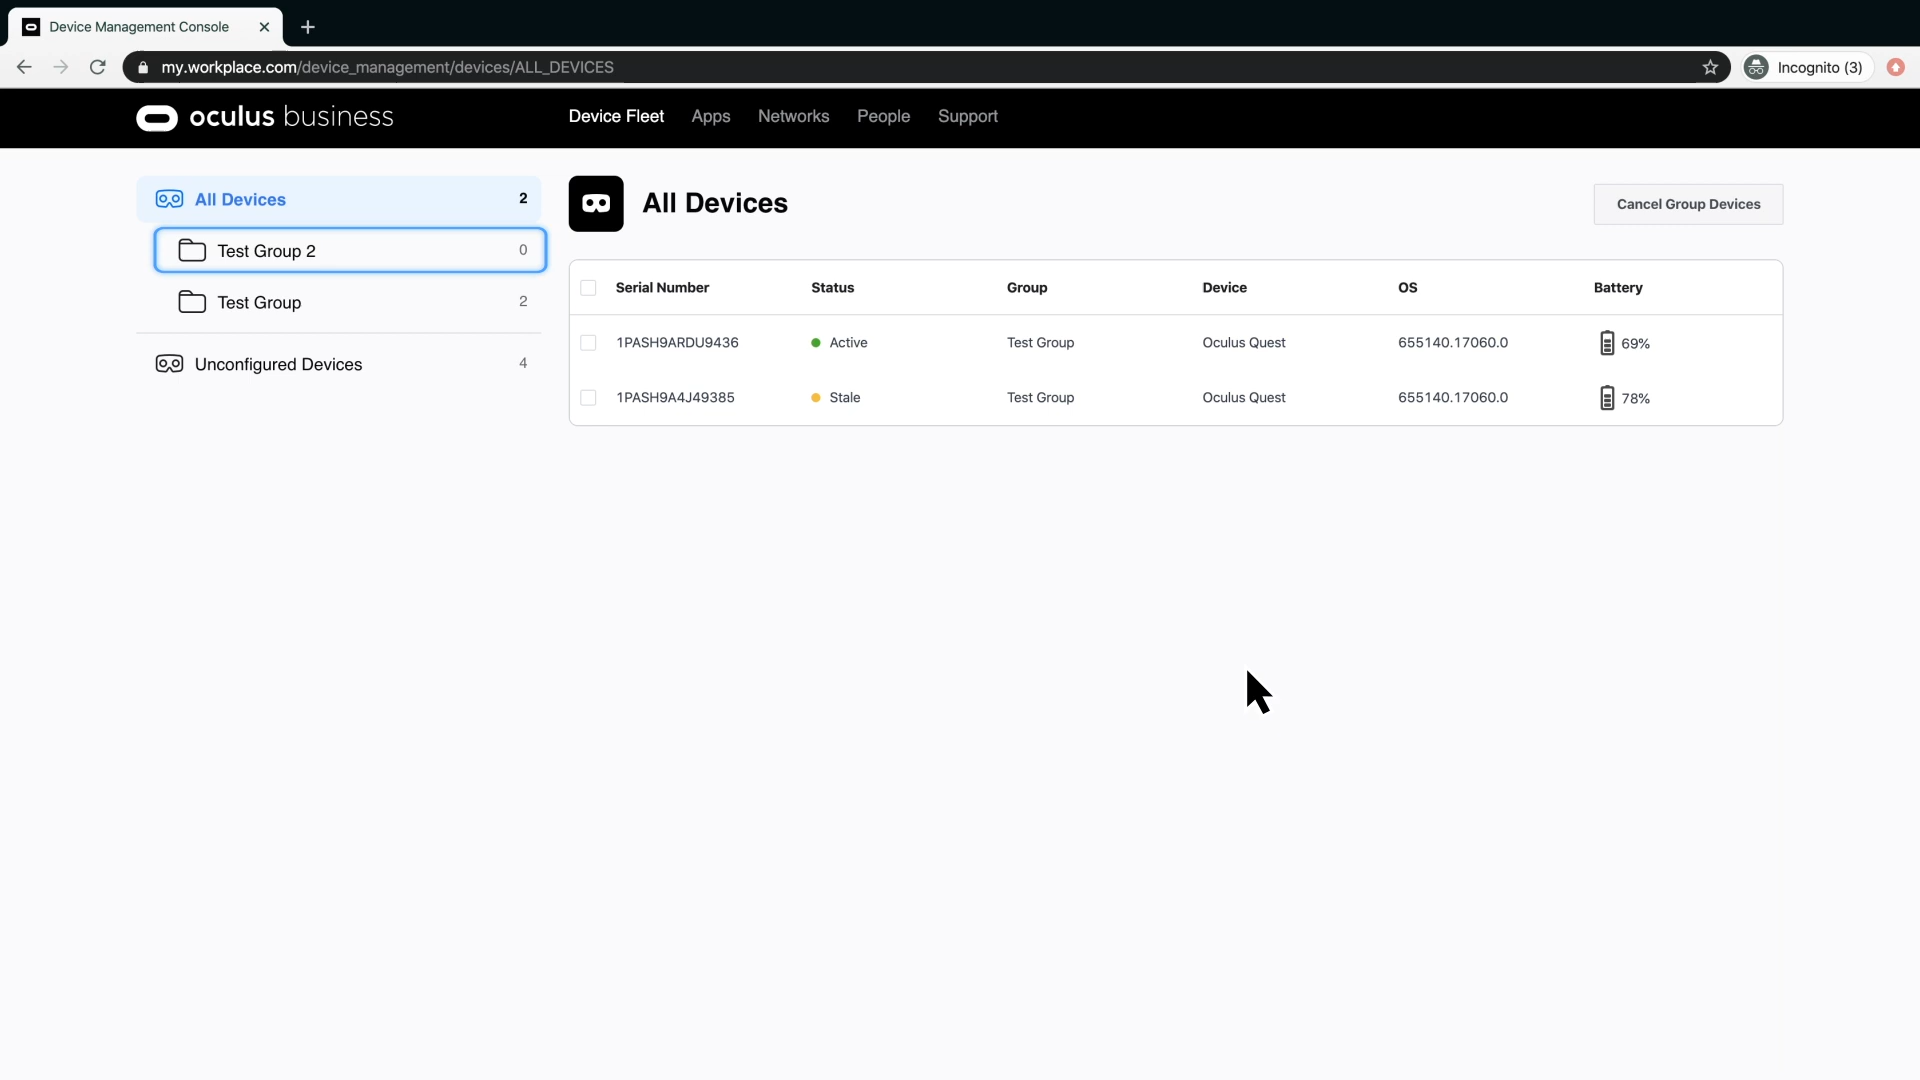 Device Management Console
my.workplace.com/device_management/devices/ALL_DEVICES
Incognito (3)
oculus business
Device Fleet Apps Networks People Support
All Devices 2
Test Group 2 0
Test Group 2
Unconfigured Devices 4
All Devices
Cancel Group Devices
Serial Number Status Group Device OS Battery
1PASH9ARDU9436 Active Test Group Oculus Quest 655140.17060.0 69%
1PASH9A4J49385 Stale Test Group Oculus Quest 655140.17060.0 78%